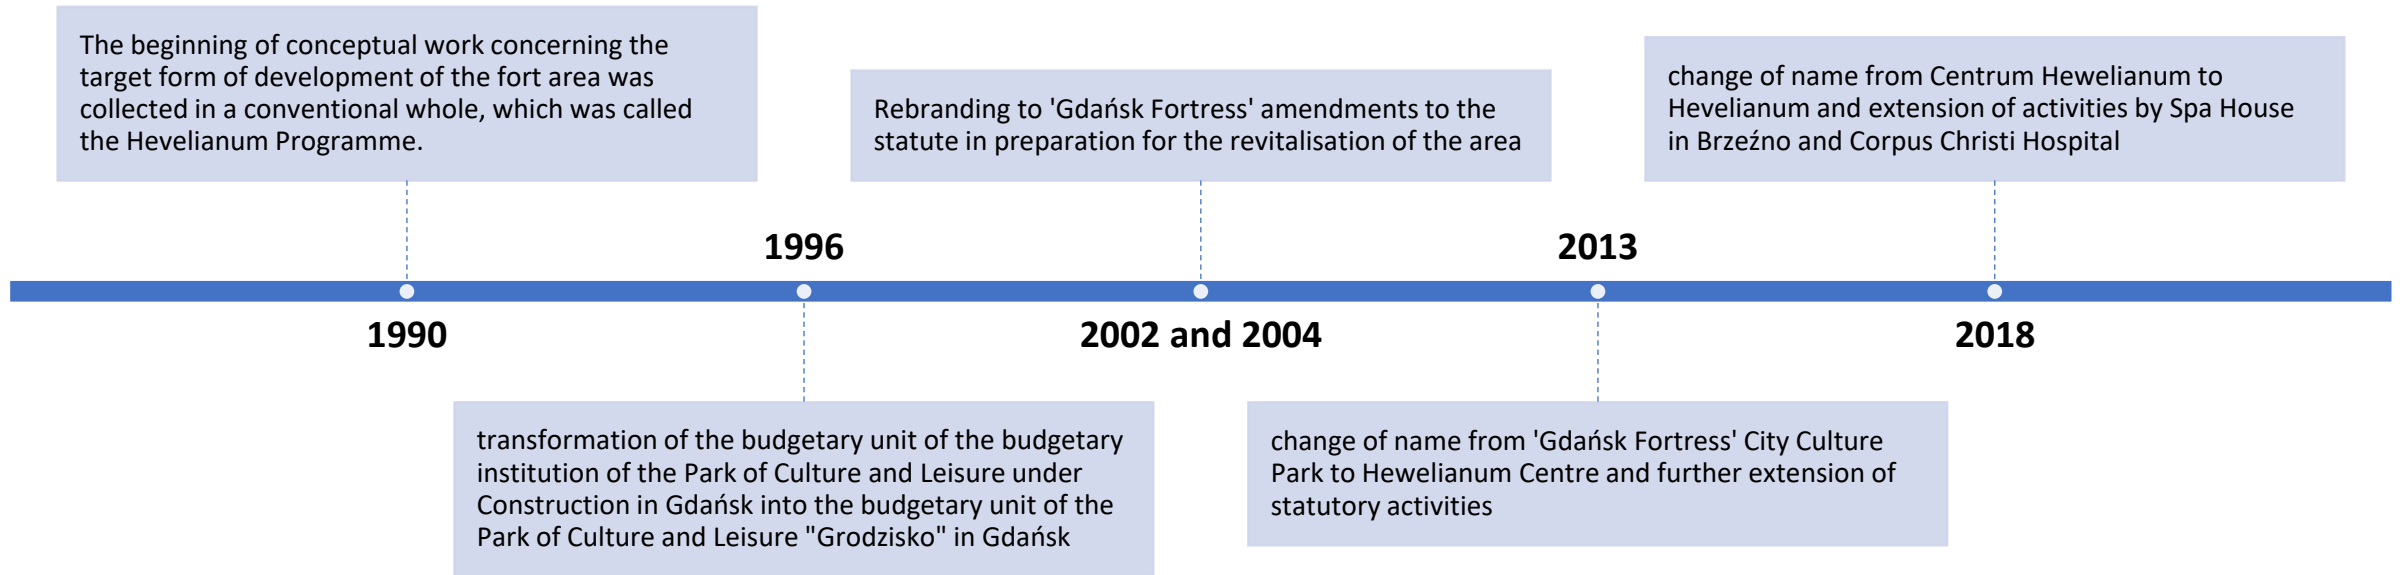 The beginning of conceptual work concerning the
target form of development of the fort area was
collected in a conventional whole, which was called
the Hevelianum Programme.
1990
1996
transformation of the budgetary unit of the budgetary
institution of the Park of Culture and Leisure under
Construction in Gdańsk into the budgetary unit of the
Park of Culture and Leisure "Grodzisko" in Gdańsk
Rebranding to 'Gdańsk Fortress' amendments to the
statute in preparation for the revitalisation of the area
2002 and 2004
2013
change of name from 'Gdańsk Fortress' City Culture
Park to Hewelianum Centre and further extension of
statutory activities
change of name from Centrum Hewelianum to
Hevelianum and extension of activities by Spa House
in Brzeźno and Corpus Christi Hospital
2018